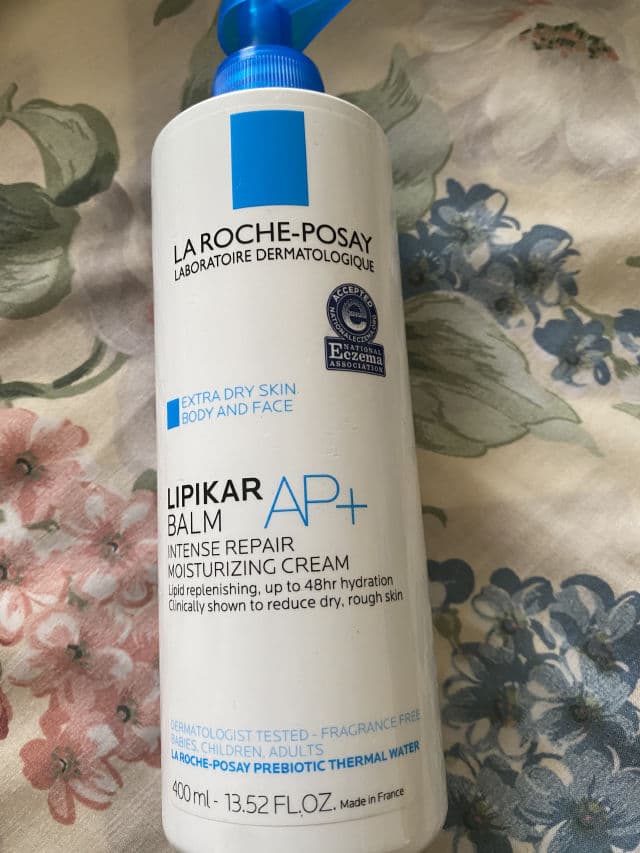 LA ROCHE-POSAY
LABORATOIRE DERMATOLOGIQUE
ACCEPTED
NATIONALECZEMA.ORG
NATIONAL
Eczema
ASSOCIATION
EXTRA DRY SKIN
BODY AND FACE
LIPIKAR AP+
BALM
INTENSE REPAIR
MOISTURIZING CREAM
Lipid replenishing, up to 48hr hydration
Clinically shown to reduce dry, rough skin
DERMATOLOGIST TESTED - FRAGRANCE FREE
BABIES, CHILDREN, ADULTS
LA ROCHE-POSAY PREBIOTIC THERMAL WATER
400 ml - 13.52 FL.OZ. Made in France